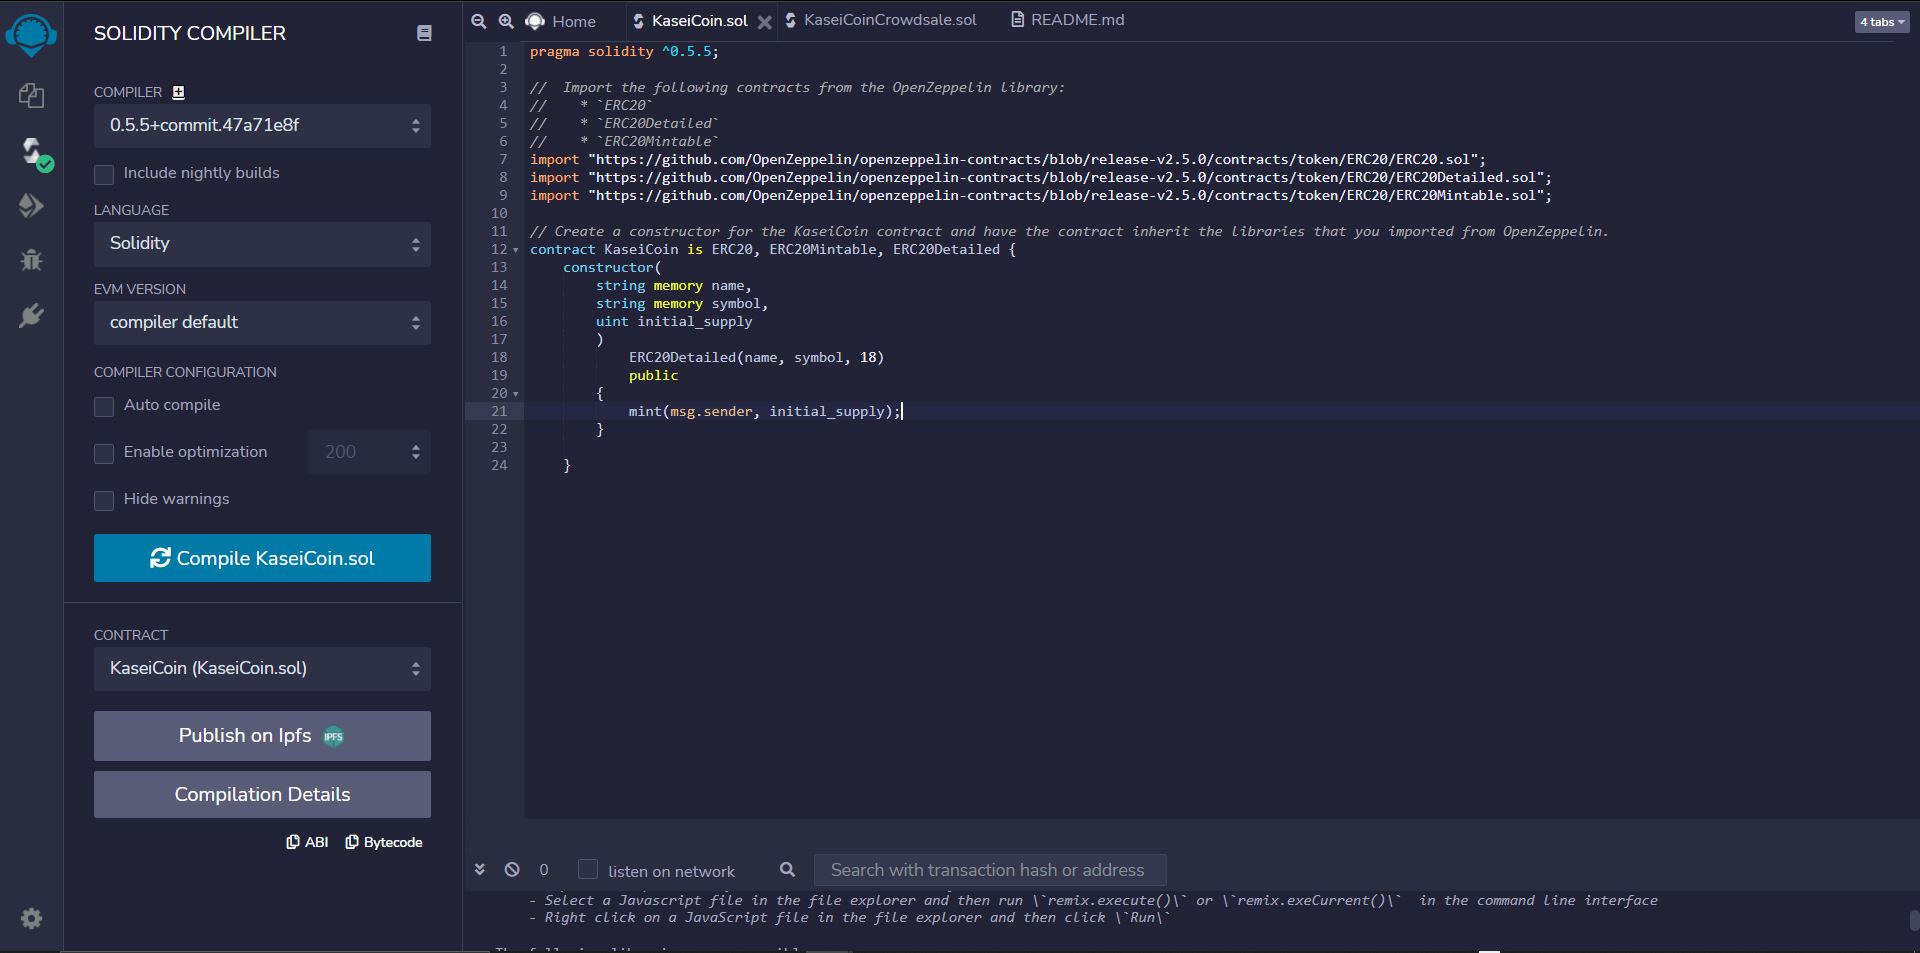 SOLIDITY COMPILER
COMPILER
0.5.5+commit.47a71e8f
Include nightly builds
LANGUAGE
Solidity
EVM VERSION
compiler default
COMPILER CONFIGURATION
Auto compile
Enable optimization 200
Hide warnings
Compile KaseiCoin.sol
CONTRACT
KaseiCoin (KaseiCoin.sol)
Publish on Ipfs IPFS
Compilation Details
ABI Bytecode
Home KaseiCoin.sol KaseiCoinCrowdsale.sol README.md 4 tabs
1 pragma solidity ^0.5.5;
2
3 //  Import the following contracts from the OpenZeppelin library:
4 //    * `ERC20`
5 //    * `ERC20Detailed`
6 //    * `ERC20Mintable`
7 import "https://github.com/OpenZeppelin/openzeppelin-contracts/blob/release-v2.5.0/contracts/token/ERC20/ERC20.sol";
8 import "https://github.com/OpenZeppelin/openzeppelin-contracts/blob/release-v2.5.0/contracts/token/ERC20/ERC20Detailed.sol";
9 import "https://github.com/OpenZeppelin/openzeppelin-contracts/blob/release-v2.5.0/contracts/token/ERC20/ERC20Mintable.sol";
10
11 // Create a constructor for the KaseiCoin contract and have the contract inherit the libraries that you imported from OpenZeppelin.
12 contract KaseiCoin is ERC20, ERC20Mintable, ERC20Detailed {
13     constructor(
14         string memory name,
15         string memory symbol,
16         uint initial_supply
17         )
18             ERC20Detailed(name, symbol, 18)
19             public
20         {
21             mint(msg.sender, initial_supply);
22         }
23
24     }
0 listen on network Search with transaction hash or address
- Select a Javascript file in the file explorer and then run \`remix.execute()\` or \`remix.exeCurrent()\`  in the command line interface
- Right click on a JavaScript file in the file explorer and then click \`Run\`